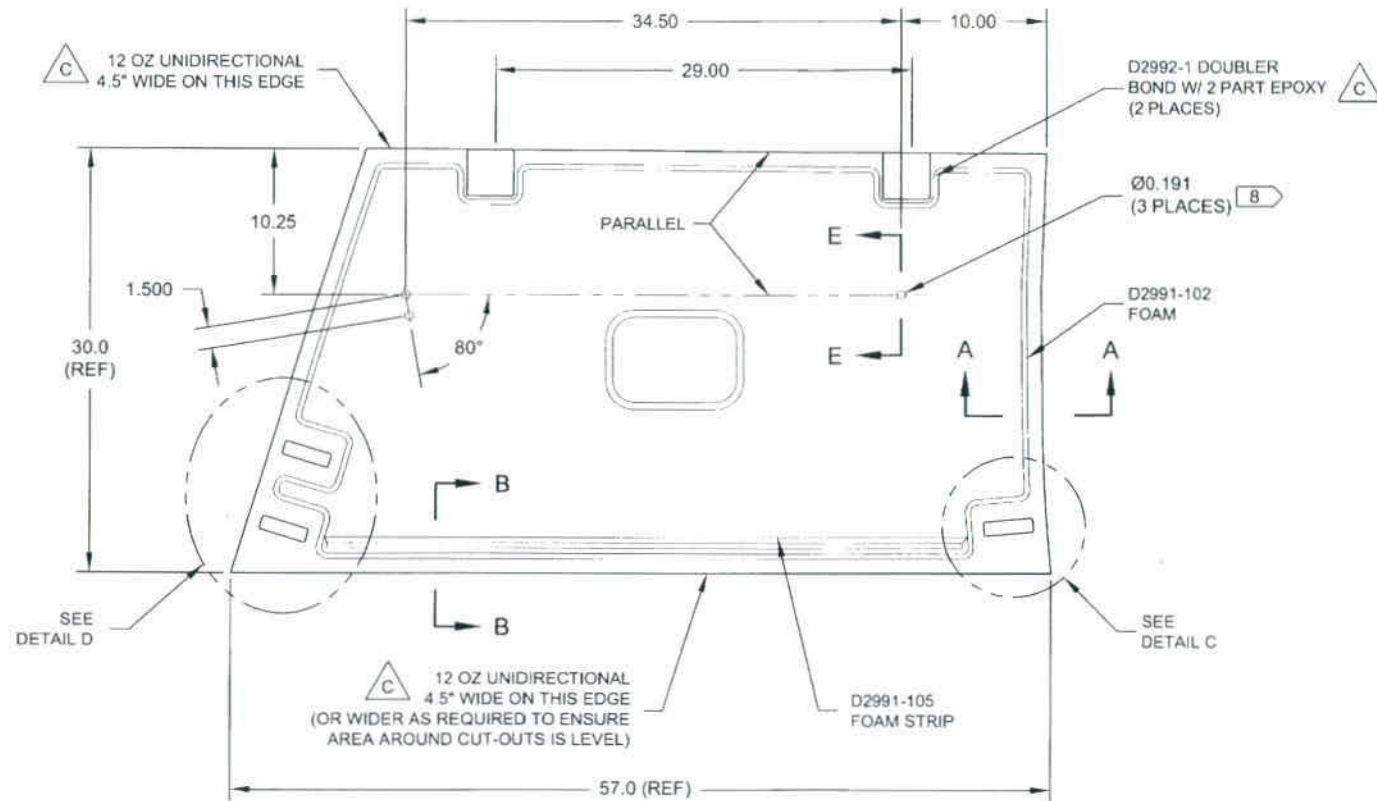 34.50
10.00
C
12 OZ UNIDIRECTIONAL
4.5" WIDE ON THIS EDGE
29.00
D2992-1 DOUBLER
BOND W/ 2 PART EPOXY
(2 PLACES)
C
10.25
PARALLEL
Ø0.191
(3 PLACES)
8
E
1.500
D2991-102
FOAM
30.0
(REF)
80°
E
A
A
B
SEE
DETAIL D
B
SEE
DETAIL C
C
12 OZ UNIDIRECTIONAL
4.5" WIDE ON THIS EDGE
(OR WIDER AS REQUIRED TO ENSURE
AREA AROUND CUT-OUTS IS LEVEL)
D2991-105
FOAM STRIP
57.0 (REF)